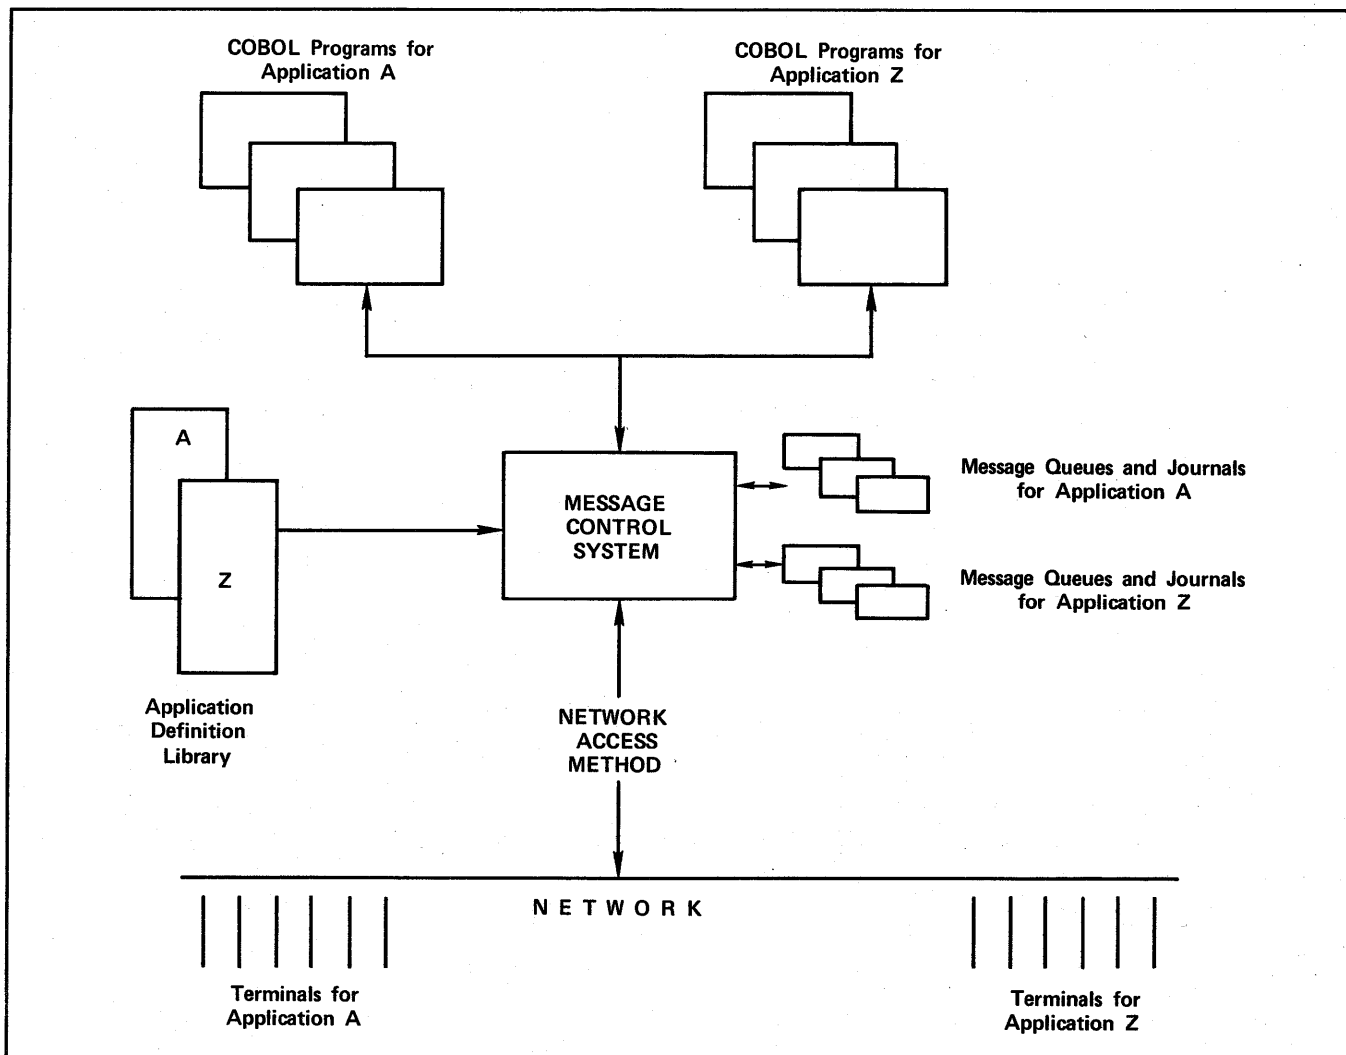 COBOL Programs for
Application A
COBOL Programs for
Application Z
A
Z
Application
Definition
Library
MESSAGE
CONTROL
SYSTEM
Message Queues and Journals
for Application A
Message Queues and Journals
for Application Z
NETWORK
ACCESS
METHOD
NETWORK
Terminals for
Application A
Terminals for
Application Z